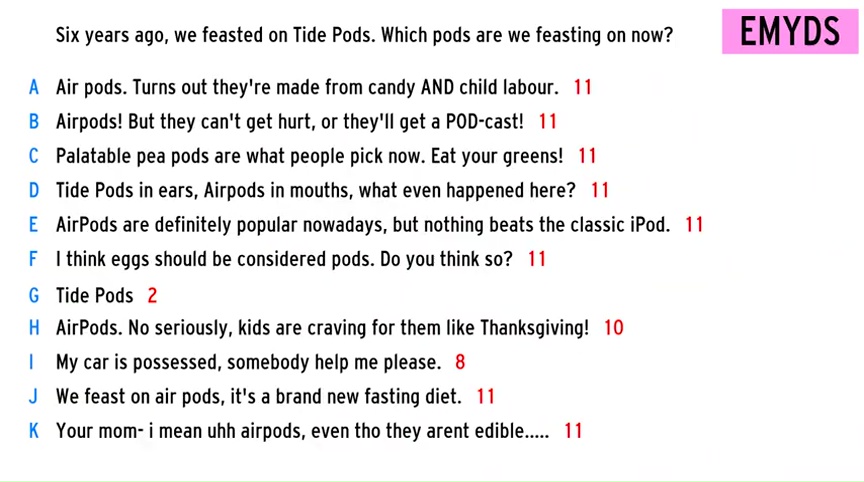 Six years ago, we feasted on Tide Pods. Which pods are we feasting on now?
EMYDS
A Air pods. Turns out they're made from candy AND child labour. 11
B Airpods! But they can't get hurt, or they'll get a POD-cast! 11
C Palatable pea pods are what people pick now. Eat your greens! 11
D Tide Pods in ears, Airpods in mouths, what even happened here? 11
E AirPods are definitely popular nowadays, but nothing beats the classic iPod. 11
F I think eggs should be considered pods. Do you think so? 11
G Tide Pods 2
H AirPods. No seriously, kids are craving for them like Thanksgiving! 10
I My car is possessed, somebody help me please. 8
J We feast on air pods, it's a brand new fasting diet. 11
K Your mom- i mean uhh airpods, even tho they arent edible..... 11